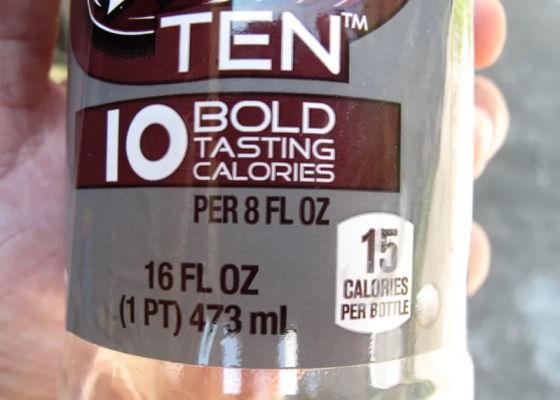 TEN™
10 BOLD
TASTING
CALORIES
PER 8 FL OZ
16 FL OZ
(1 PT) 473 mL
15
CALORIES
PER BOTTLE